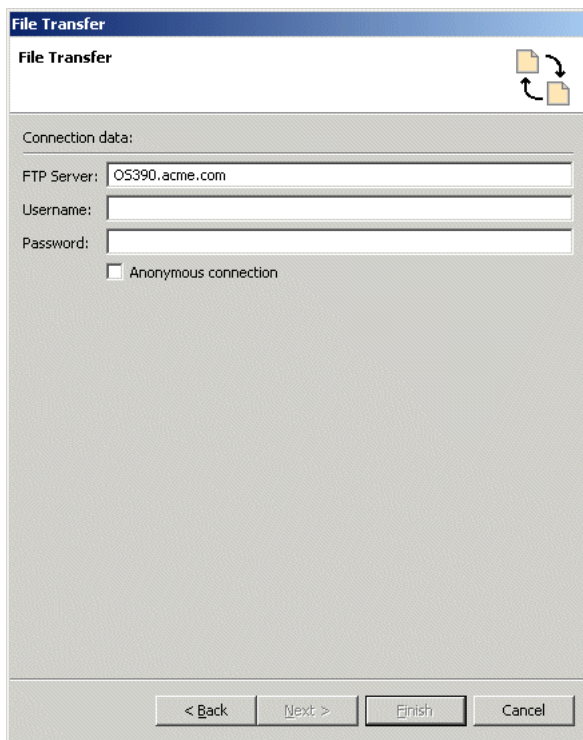 File Transfer
File Transfer
Connection data:
FTP Server: OS390.acme.com
Username:
Password:
Anonymous connection
< Back Next > Finish Cancel